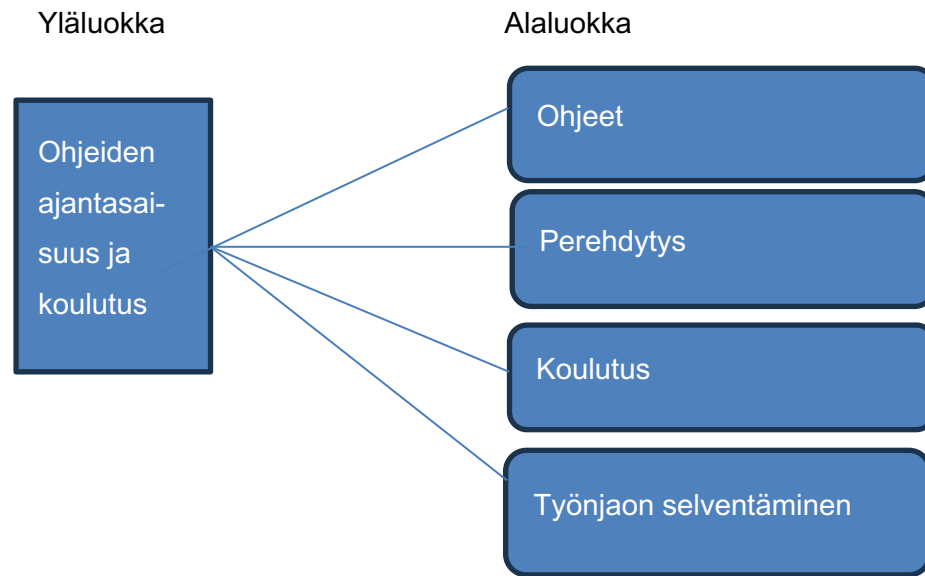 Yläluokka
Alaluokka
Ohjeiden
ajantasai-
suus ja
koulutus
Ohjeet
Perehdytys
Koulutus
Työnjaon selventäminen